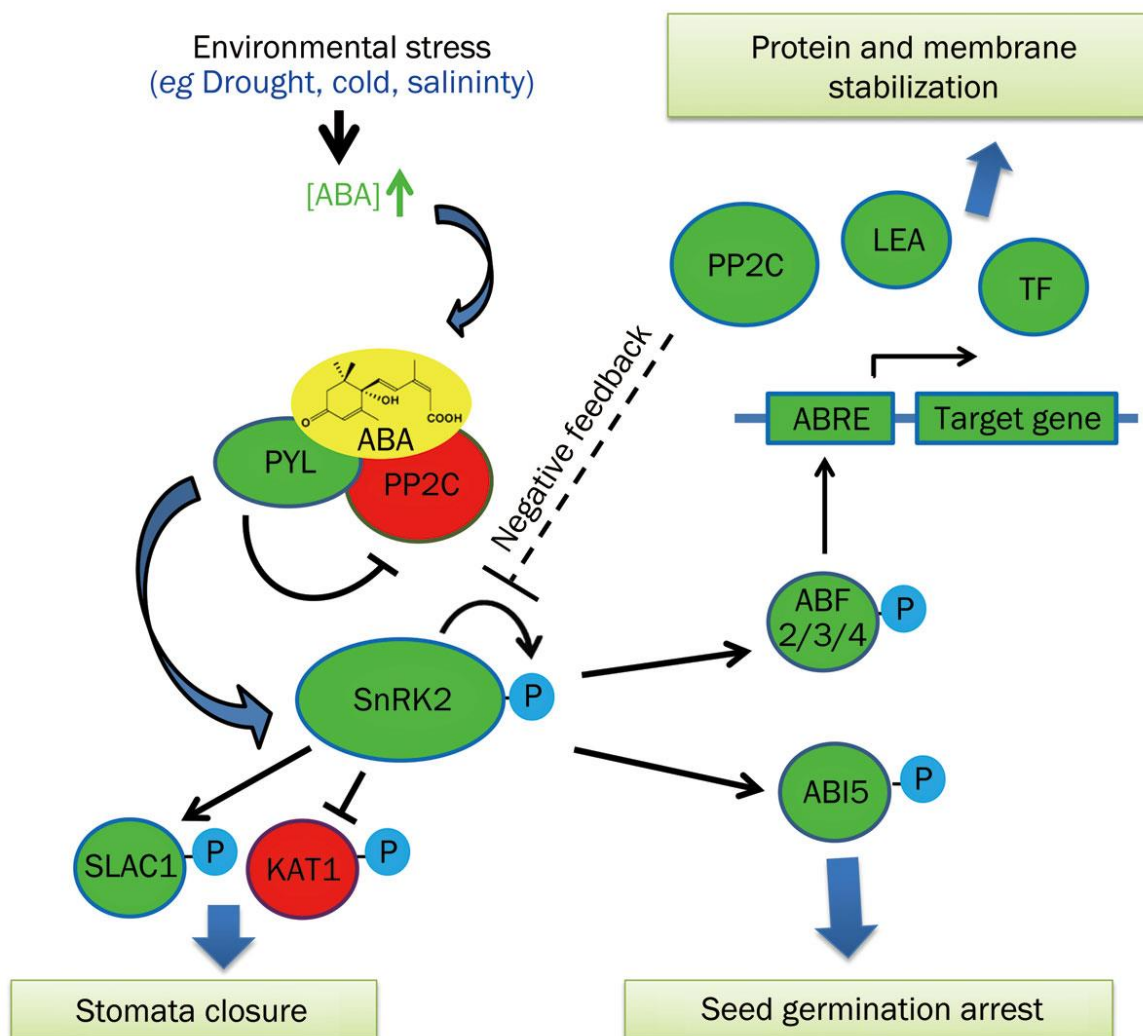 Environmental stress
(eg Drought, cold, salininty)
[ABA]
Protein and membrane
stabilization
PP2C
LEA
TF
ABRE
Target gene
Negative feedback
O
OH
COOH
ABA
PYL
PP2C
ABF
2/3/4
P
SnRK2
P
ABI5
P
SLAC1
P
KAT1
P
Stomata closure
Seed germination arrest